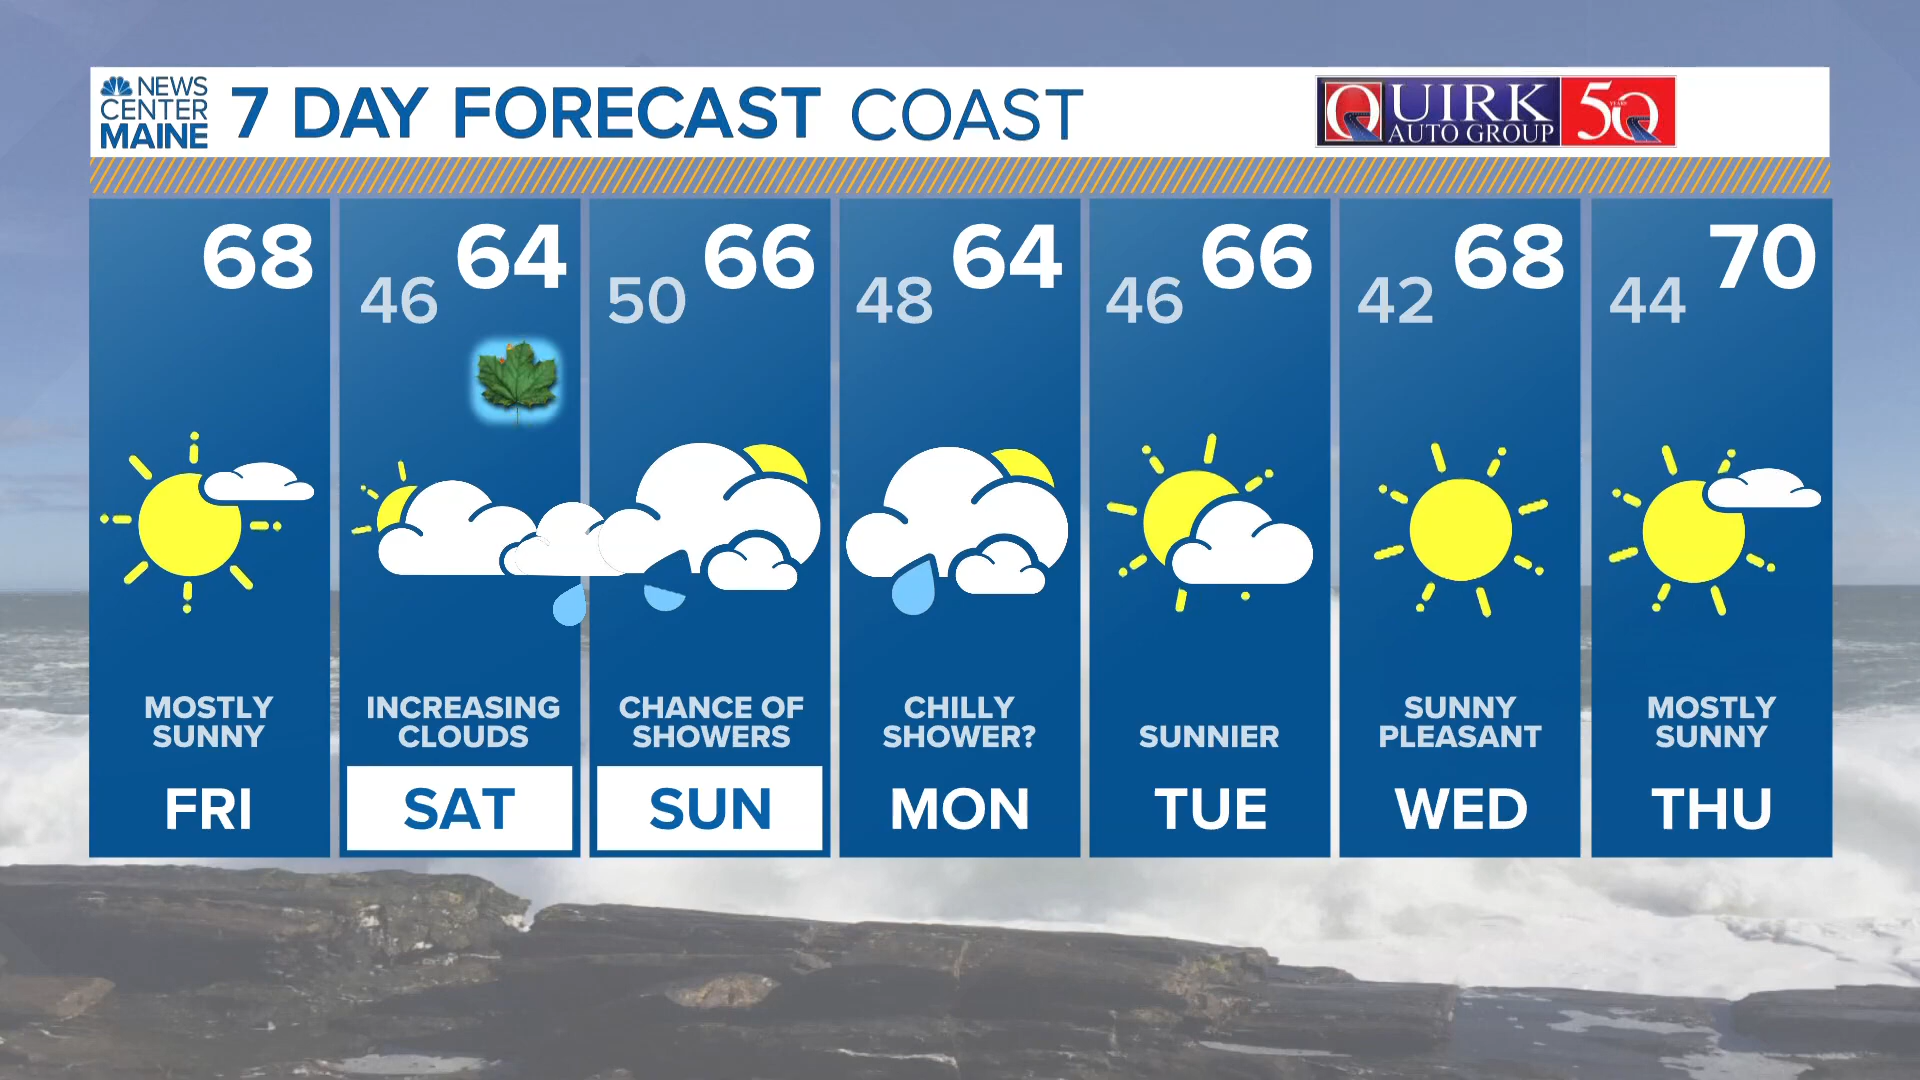 NEWS
CENTER
MAINE
7 DAY FORECAST COAST
QUIRK
AUTO GROUP
50
YEARS
68
46 64
50 66
48 64
46 66
42 68
44 70
MOSTLY
SUNNY
INCREASING
CLOUDS
CHANCE OF
SHOWERS
CHILLY
SHOWER?
SUNNIER
SUNNY
PLEASANT
MOSTLY
SUNNY
FRI
SAT
SUN
MON
TUE
WED
THU